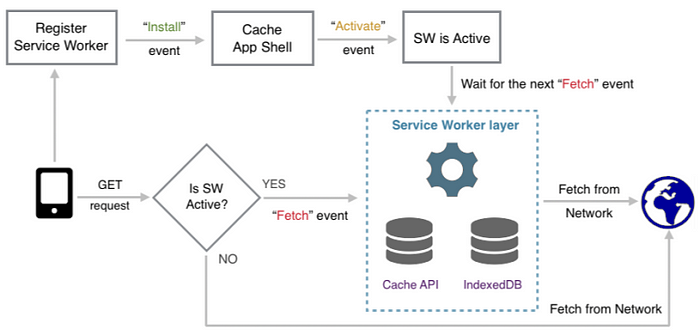 Register
Service Worker
“Install”
event
Cache
App Shell
“Activate”
event
SW is Active
Wait for the next “Fetch” event
Service Worker layer
GET
request
Is SW
Active?
YES
“Fetch” event
NO
Cache API
IndexedDB
Fetch from
Network
Fetch from Network